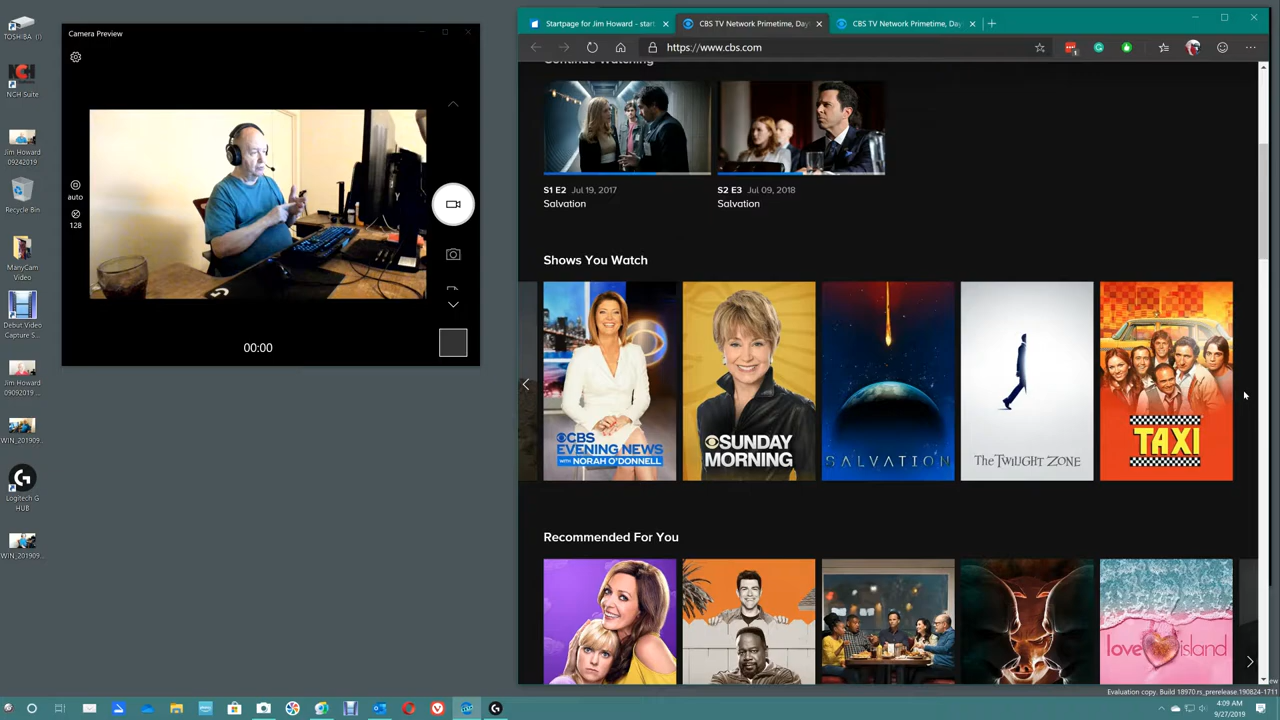 TOSHIBA (I)
NCH Suite
Jim Howard 09242019
Recycle Bin
ManyCam Video
Debut Video Capture S...
Jim Howard 09092019
WIN_201909...
Logitech G HUB
WIN_201909...
Camera Preview
auto
128
00:00
Startpage for Jim Howard - start
CBS TV Network Primetime, Day
CBS TV Network Primetime, Da
https://www.cbs.com
Continue Watching
S1 E2 Jul 19, 2017
Salvation
S2 E3 Jul 09, 2018
Salvation
Shows You Watch
CBS
EVENING NEWS
WITH NORAH O'DONNELL
SUNDAY
MORNING
SALVATION
The TWILIGHT ZONE
TAXI
Recommended For You
love island
Evaluation copy. Build 18970.rs_prerelease.190824-1711
4:09 AM
9/27/2019